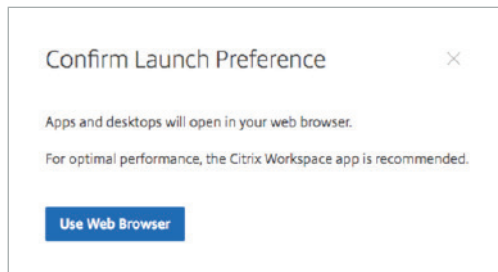 Confirm Launch Preference
Apps and desktops will open in your web browser.
For optimal performance, the Citrix Workspace app is recommended.
Use Web Browser